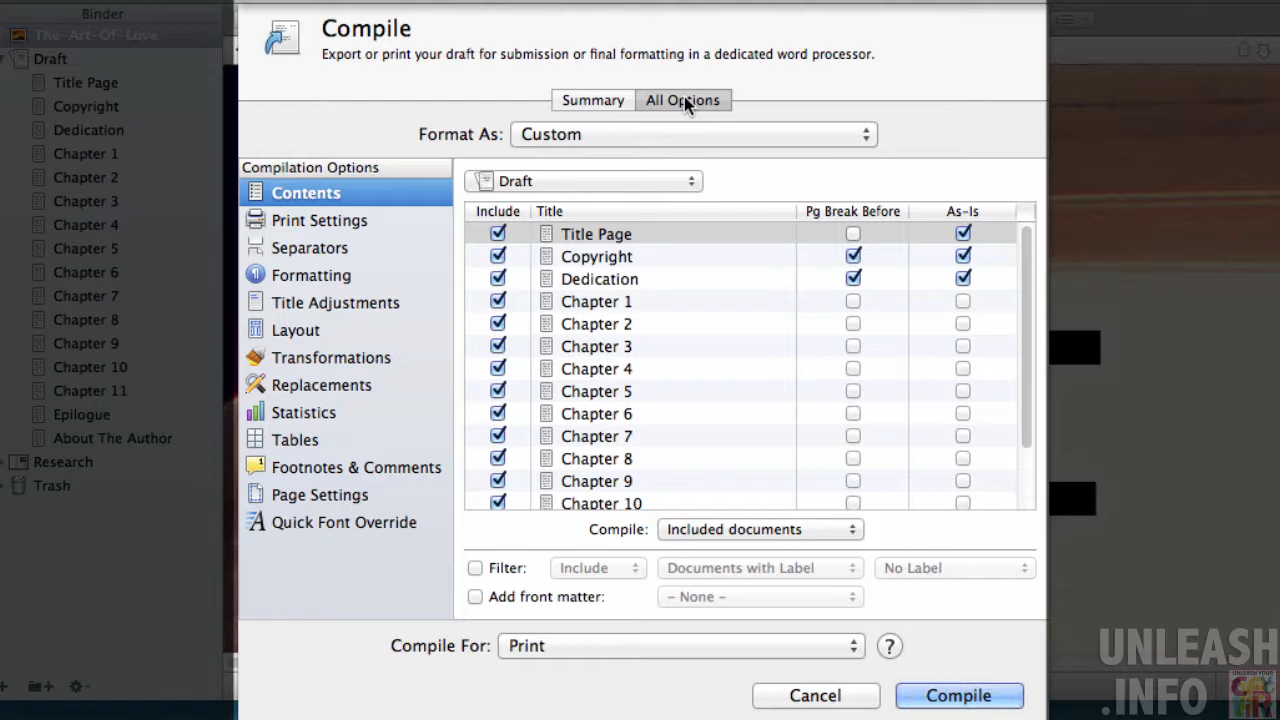 Binder
The-Art-Of-Love
Draft
Title Page
Copyright
Dedication
Chapter 1
Chapter 2
Chapter 3
Chapter 4
Chapter 5
Chapter 6
Chapter 7
Chapter 8
Chapter 9
Chapter 10
Chapter 11
Epilogue
About The Author
Research
Trash
Compile
Export or print your draft for submission or final formatting in a dedicated word processor.
Summary All Options
Format As: Custom
Compilation Options
Contents
Print Settings
Separators
Formatting
Title Adjustments
Layout
Transformations
Replacements
Statistics
Tables
Footnotes & Comments
Page Settings
Quick Font Override
Draft
Include Title Pg Break Before As-Is
Title Page
Copyright
Dedication
Chapter 1
Chapter 2
Chapter 3
Chapter 4
Chapter 5
Chapter 6
Chapter 7
Chapter 8
Chapter 9
Chapter 10
Compile: Included documents
Filter: Include Documents with Label No Label
Add front matter: – None –
Compile For: Print ?
Cancel Compile
UNLEASH
.INFO